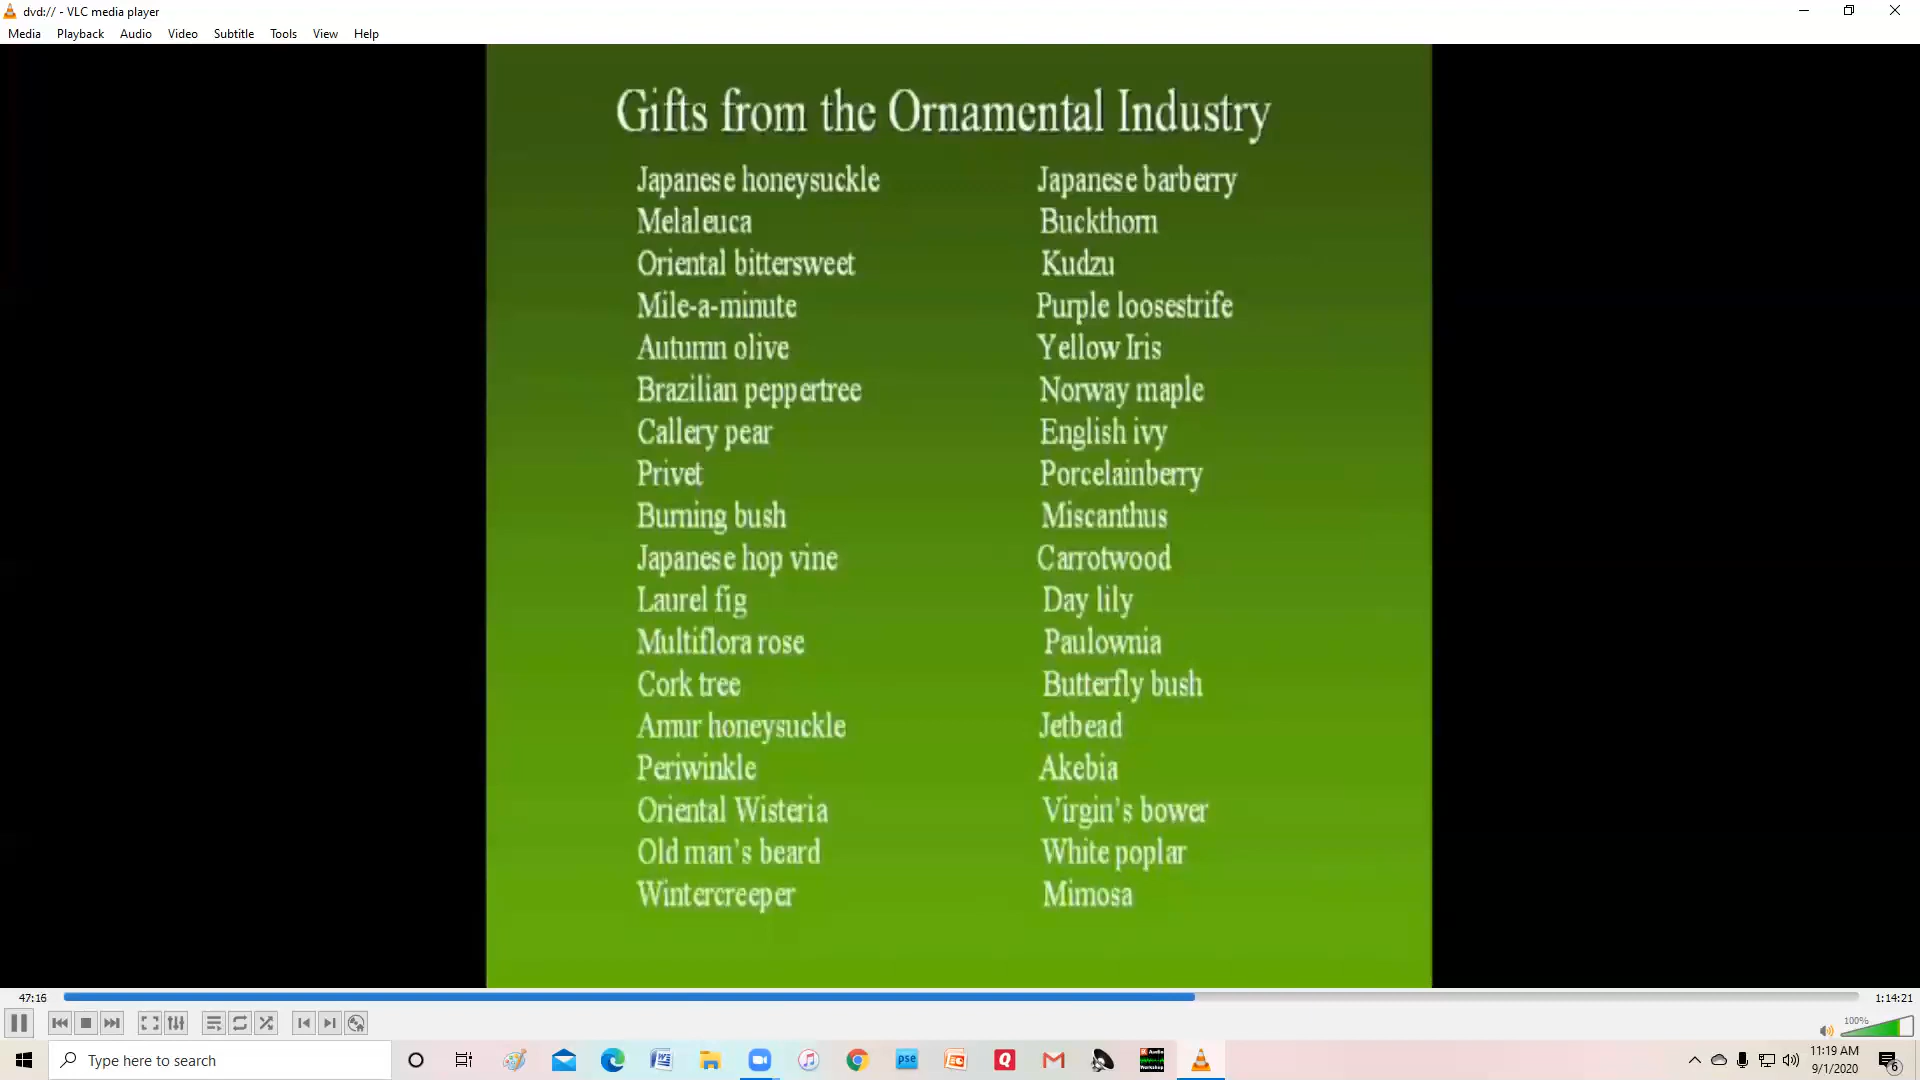 dvd:// - VLC media player
Media Playback Audio Video Subtitle Tools View Help
Gifts from the Ornamental Industry
Japanese honeysuckle
Melaleuca
Oriental bittersweet
Mile-a-minute
Autumn olive
Brazilian peppertree
Callery pear
Privet
Burning bush
Japanese hop vine
Laurel fig
Multiflora rose
Cork tree
Amur honeysuckle
Periwinkle
Oriental Wisteria
Old man's beard
Wintercreeper
Japanese barberry
Buckthorn
Kudzu
Purple loosestrife
Yellow Iris
Norway maple
English ivy
Porcelainberry
Miscanthus
Carrotwood
Day lily
Paulownia
Butterfly bush
Jetbead
Akebia
Virgin's bower
White poplar
Mimosa
47:16
1:14:21
100%
Type here to search
pse
Q
11:19 AM
9/1/2020
6